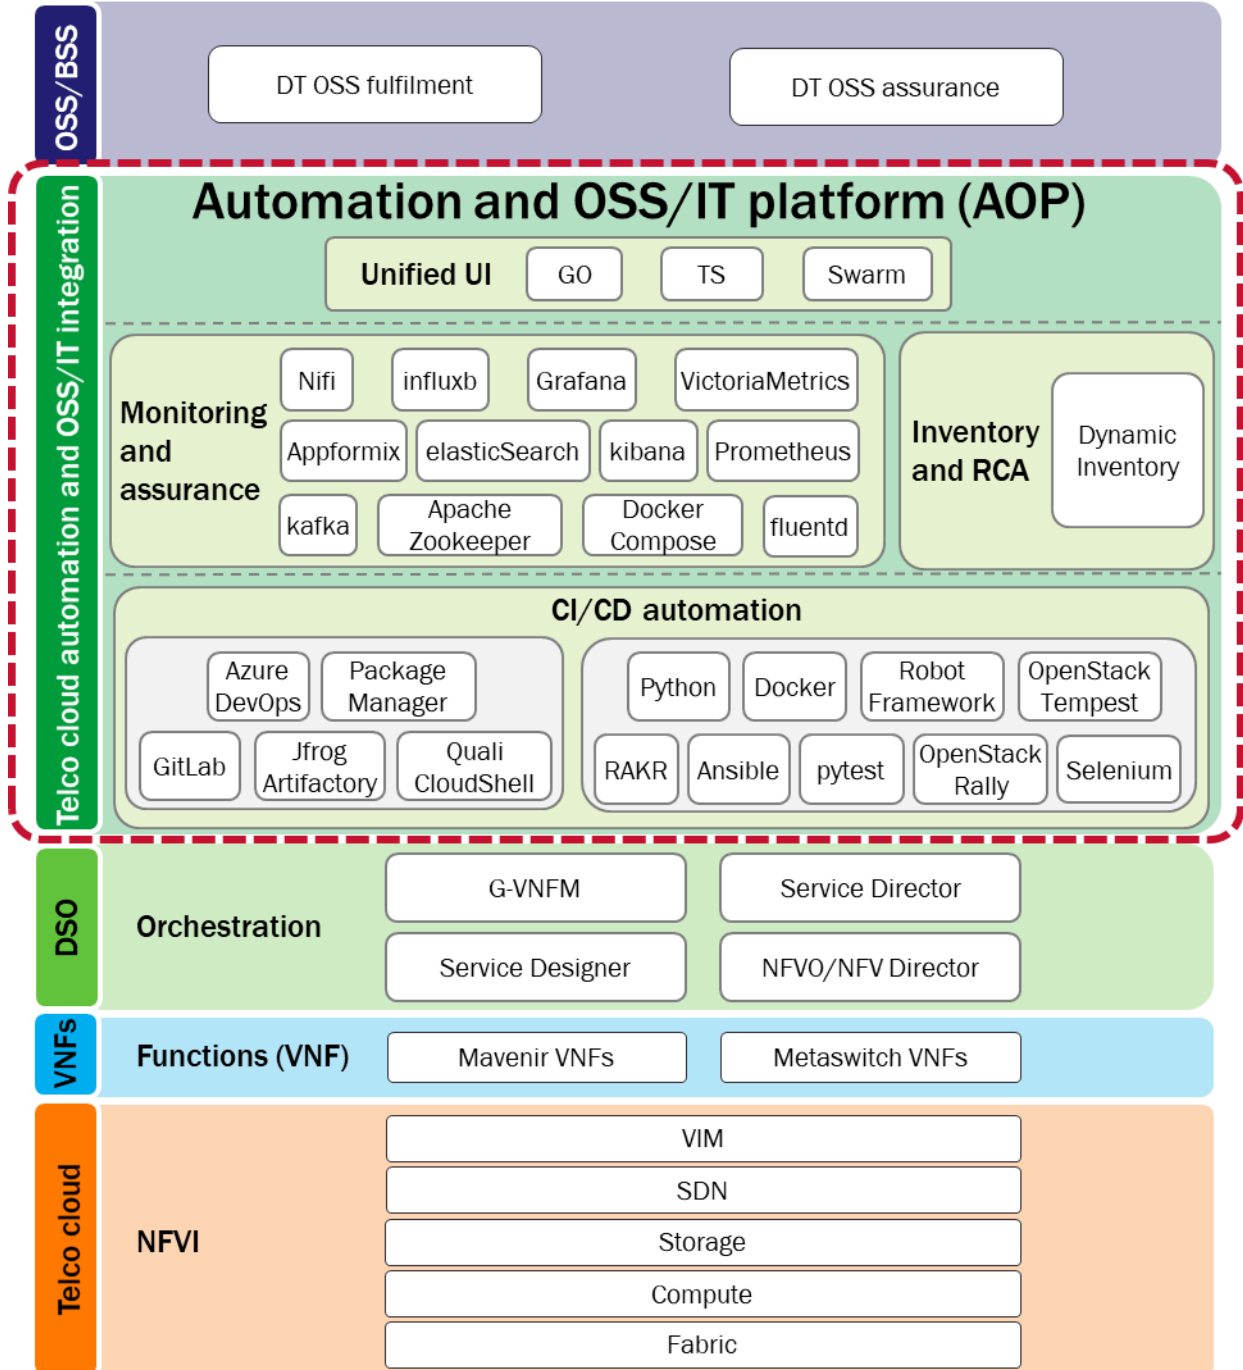 OSS/BSS
DT OSS fulfilment
DT OSS assurance
Telco cloud automation and OSS/IT integration
Automation and OSS/IT platform (AOP)
Unified UI
GO
TS
Swarm
Monitoring
and
assurance
Nifi
influxb
Grafana
VictoriaMetrics
Appformix
elasticSearch
kibana
Prometheus
kafka
Apache
Zookeeper
Docker
Compose
fluentd
Inventory
and RCA
Dynamic
Inventory
CI/CD automation
Azure
DevOps
Package
Manager
GitLab
Jfrog
Artifactory
Quali
CloudShell
Python
Docker
Robot
Framework
OpenStack
Tempest
RAKR
Ansible
pytest
OpenStack
Rally
Selenium
DSO
Orchestration
G-VNFM
Service Director
Service Designer
NFVO/NFV Director
VNFs
Functions (VNF)
Mavenir VNFs
Metaswitch VNFs
Telco cloud
NFVI
VIM
SDN
Storage
Compute
Fabric